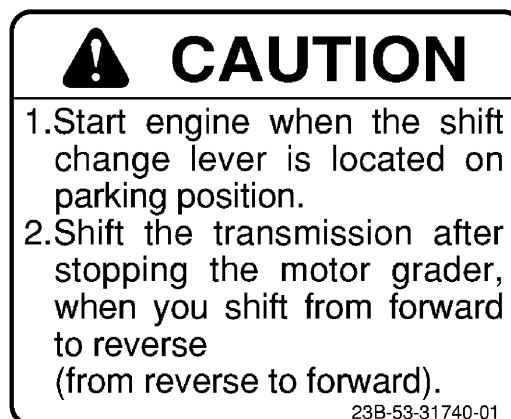 CAUTION
1.Start engine when the shift
change lever is located on
parking position.
2.Shift the transmission after
stopping the motor grader,
when you shift from forward
to reverse
(from reverse to forward).
23B-53-31740-01